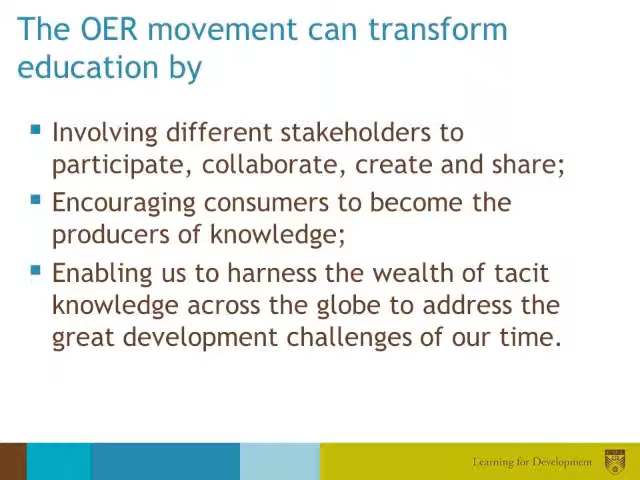 The OER movement can transform
education by
Involving different stakeholders to
participate, collaborate, create and share;
Encouraging consumers to become the
producers of knowledge;
Enabling us to harness the wealth of tacit
knowledge across the globe to address the
great development challenges of our time.
Learning for Development
COL